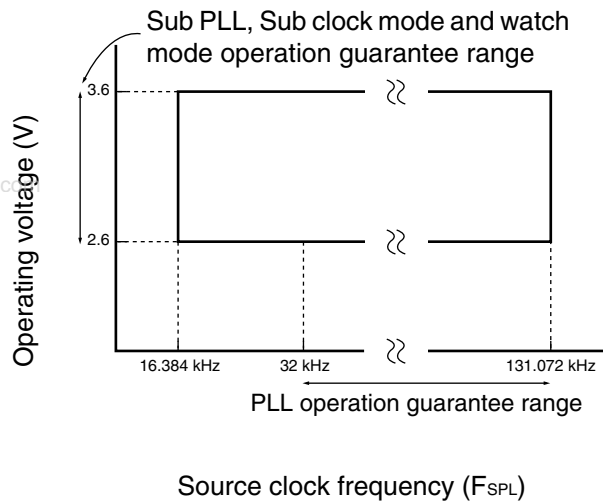 Sub PLL, Sub clock mode and watch
mode operation guarantee range
3.6
Operating voltage (V)
com
2.6
16.384 kHz
32 kHz
131.072 kHz
PLL operation guarantee range
Source clock frequency (FSPL)